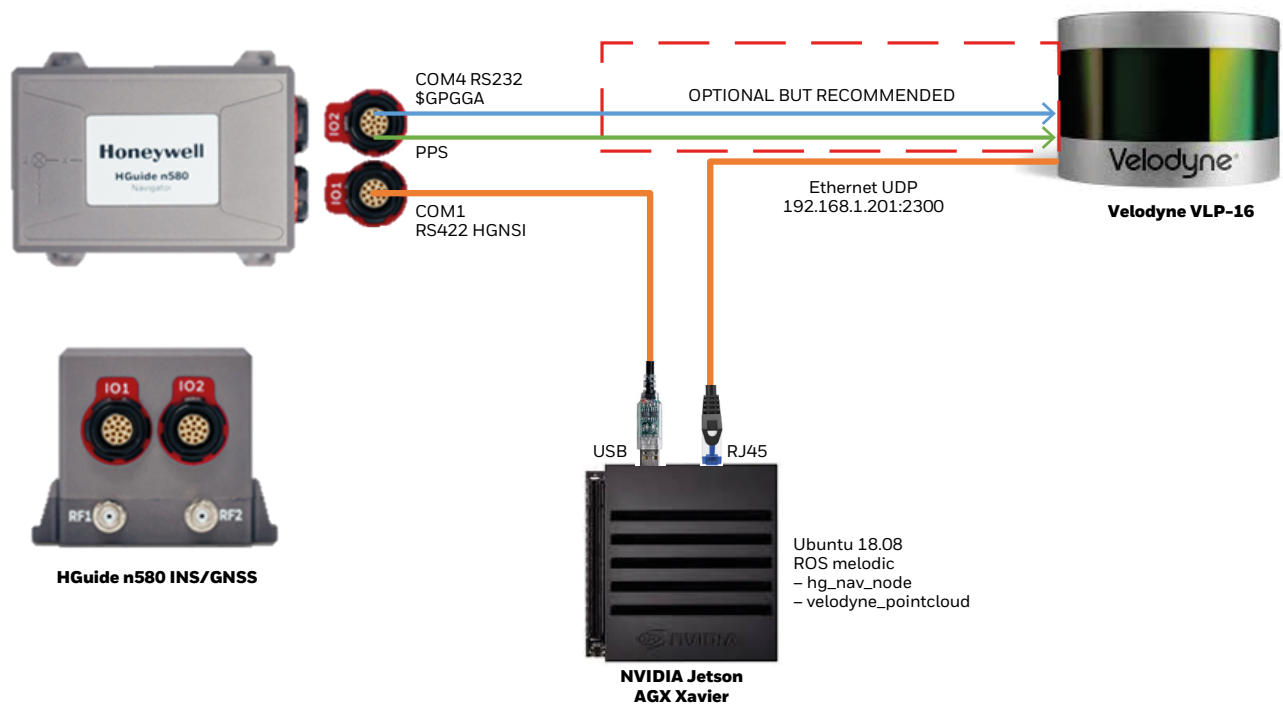 COM4 RS232
$GPGGA
OPTIONAL BUT RECOMMENDED
IO2
PPS
Honeywell
HGuide n580
Navigator
IO1
COM1
RS422 HGNSI
Velodyne
Ethernet UDP
192.168.1.201:2300
Velodyne VLP-16
IO1
IO2
RF1
RF2
HGuide n580 INS/GNSS
USB
RJ45
NVIDIA
Ubuntu 18.08
ROS melodic
– hg_nav_node
– velodyne_pointcloud
NVIDIA Jetson
AGX Xavier